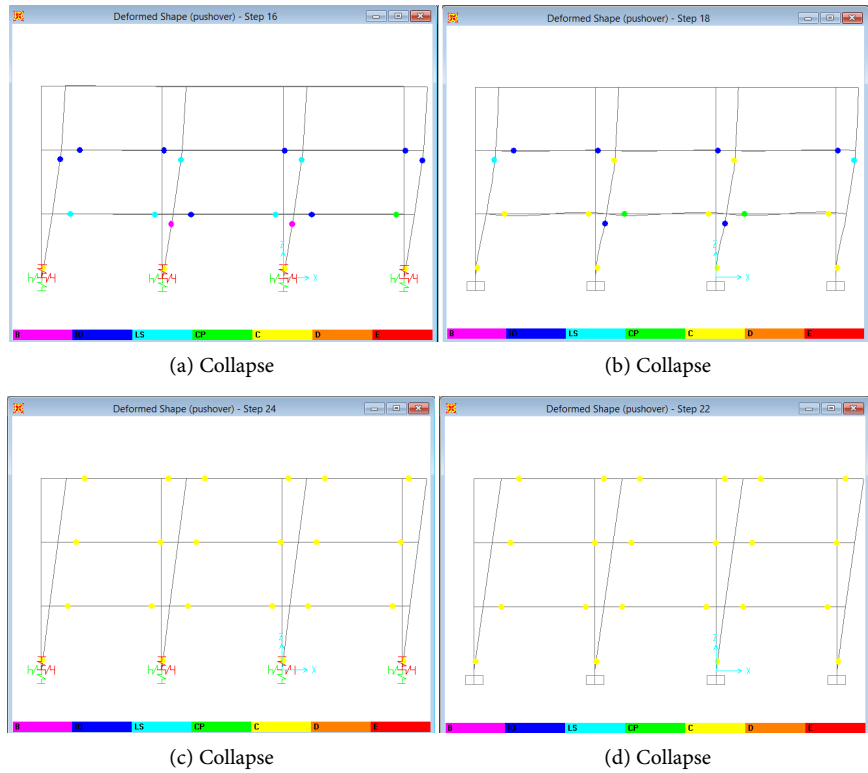 Deformed Shape (pushover) - Step 16
Z
X
B IO LS CP C D E
(a) Collapse
Deformed Shape (pushover) - Step 18
Z
X
B IO LS CP C D E
(b) Collapse
Deformed Shape (pushover) - Step 24
Z
X
B IO LS CP C D E
(c) Collapse
Deformed Shape (pushover) - Step 22
Z
X
B IO LS CP C D E
(d) Collapse